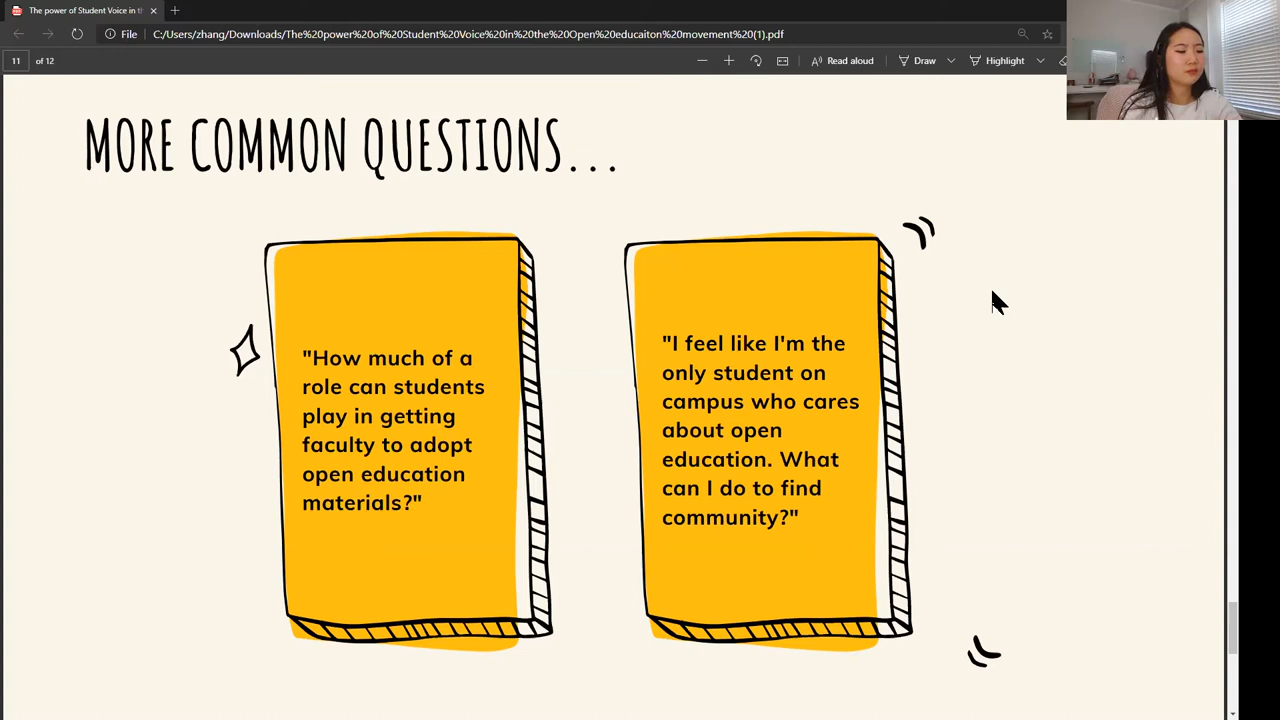 The power of Student Voice in th
File
C:/Users/zhang/Downloads/The%20power%20of%20Student%20Voice%20in%20the%20Open%20educaiton%20movement%20(1).pdf
11 of 12
Read aloud
Draw
Highlight
MORE COMMON QUESTIONS...
"How much of a
role can students
play in getting
faculty to adopt
open education
materials?"
"I feel like I'm the
only student on
campus who cares
about open
education. What
can I do to find
community?"